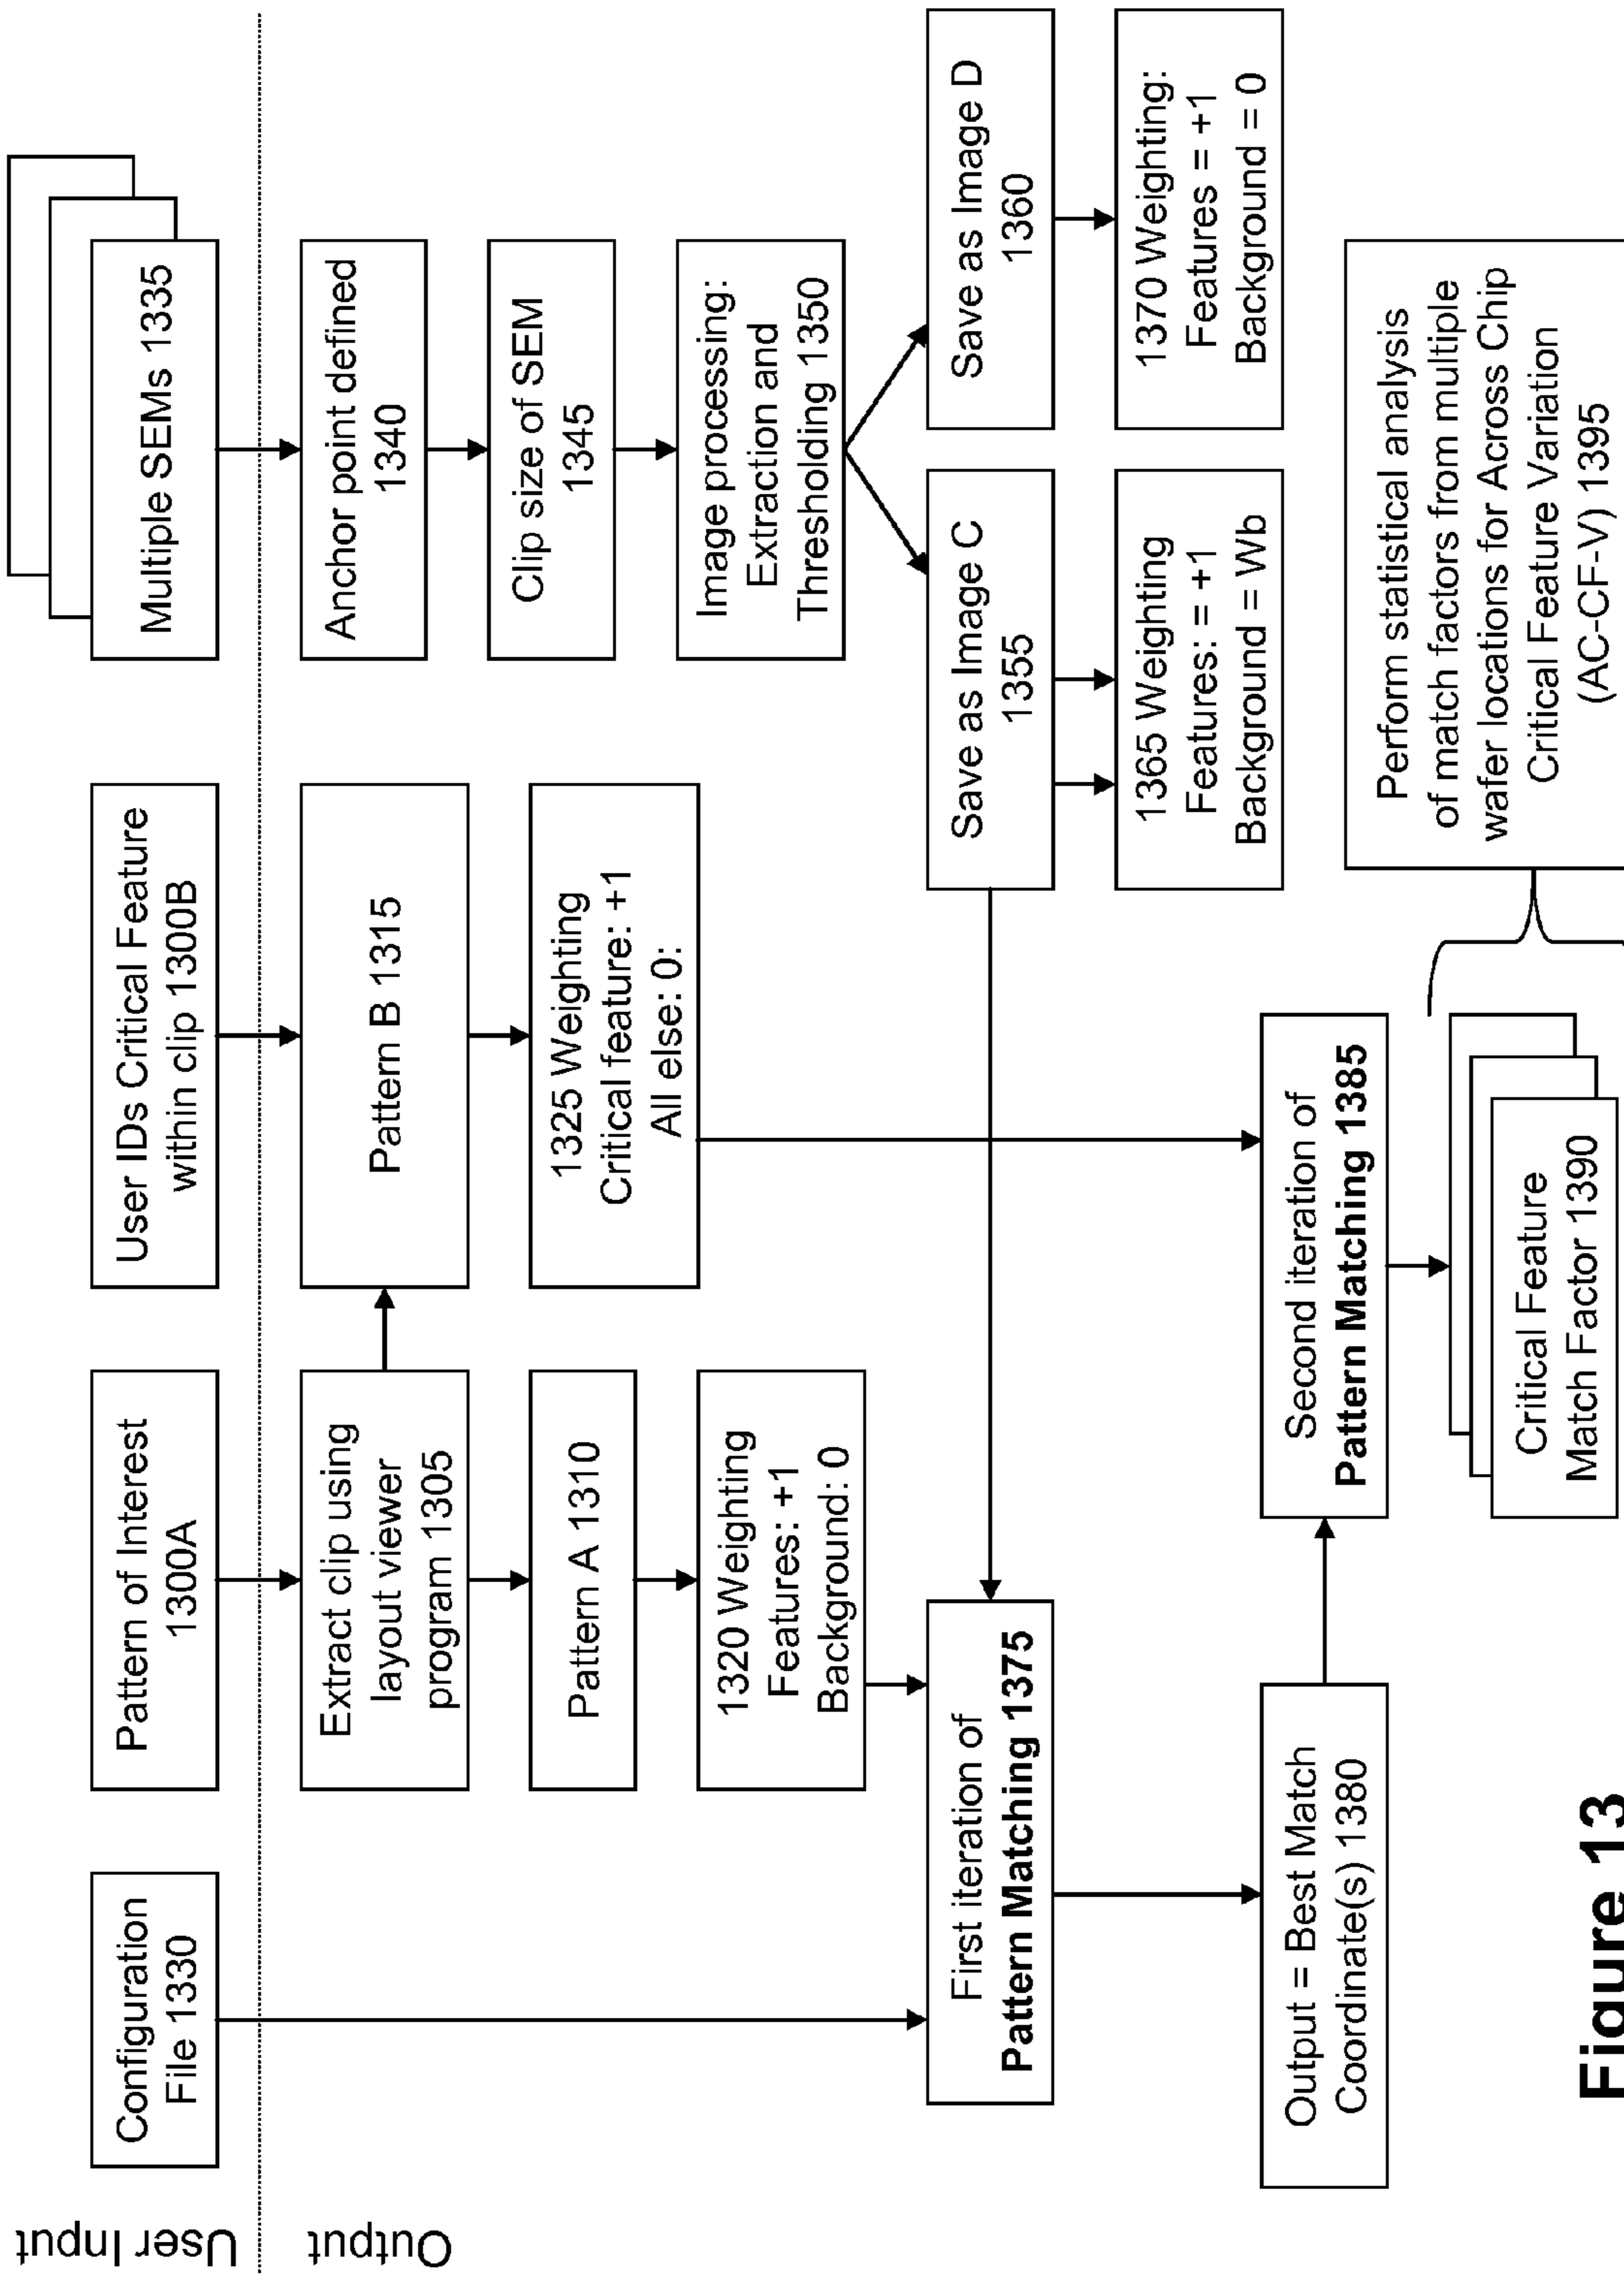 User Input
Configuration
File 1330
Pattern of Interest
1300A
User IDs Critical Feature
within clip 1300B
Multiple SEMs 1335
Output
Extract clip using
layout viewer
program 1305
Pattern B 1315
Anchor point defined
1340
Pattern A 1310
1325 Weighting
Critical feature: +1
All else: 0:
Clip size of SEM
1345
1320 Weighting
Features: +1
Background: 0
Image processing:
Extraction and
Thresholding 1350
First iteration of
Pattern Matching 1375
Save as Image C
1355
Save as Image D
1360
1365 Weighting
Features: = +1
Background = Wb
1370 Weighting:
Features = +1
Background = 0
Output = Best Match
Coordinate(s) 1380
Second iteration of
Pattern Matching 1385
Critical Feature
Match Factor 1390
Perform statistical analysis
of match factors from multiple
wafer locations for Across Chip
Critical Feature Variation
(AC-CF-V) 1395
Figure 13